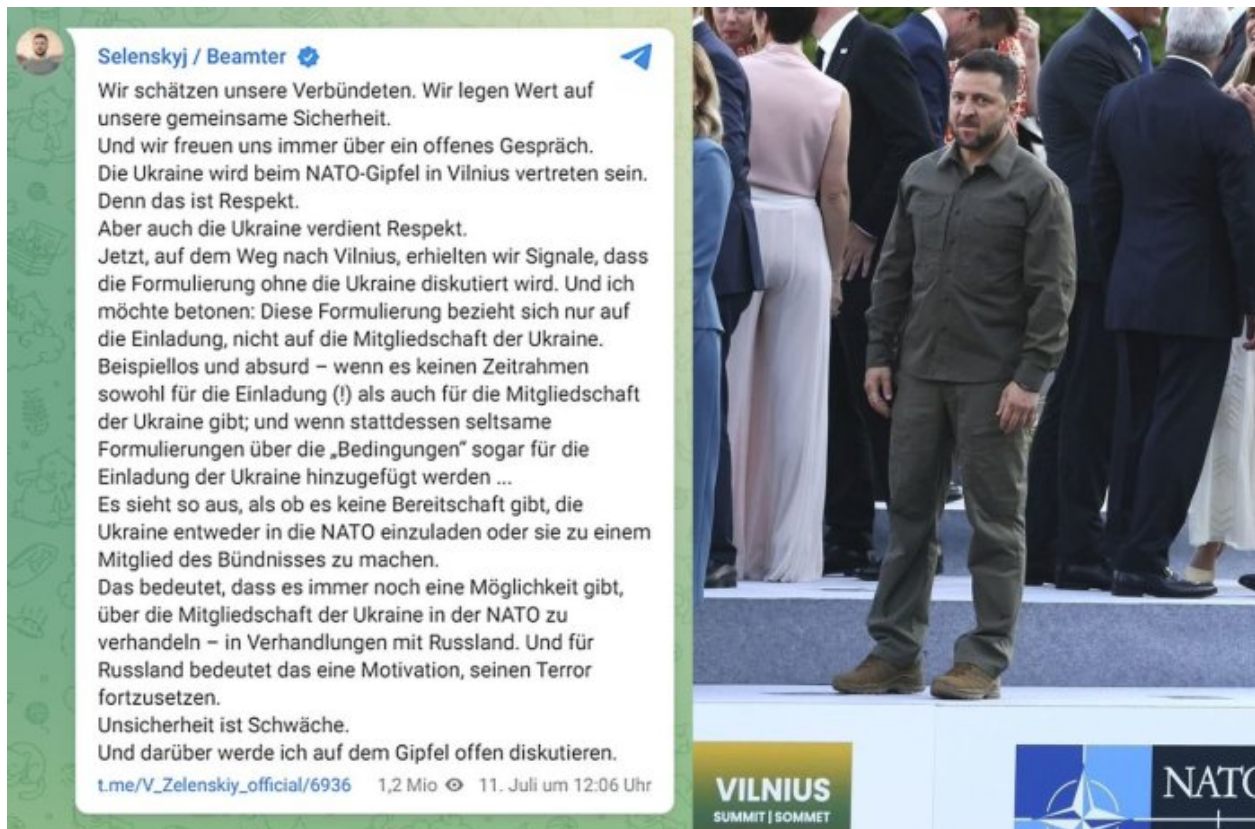 Selenskyj / Beamter
Wir schätzen unsere Verbündeten. Wir legen Wert auf
unsere gemeinsame Sicherheit.
Und wir freuen uns immer über ein offenes Gespräch.
Die Ukraine wird beim NATO-Gipfel in Vilnius vertreten sein.
Denn das ist Respekt.
Aber auch die Ukraine verdient Respekt.
Jetzt, auf dem Weg nach Vilnius, erhielten wir Signale, dass
die Formulierung ohne die Ukraine diskutiert wird. Und ich
möchte betonen: Diese Formulierung bezieht sich nur auf
die Einladung, nicht auf die Mitgliedschaft der Ukraine.
Beispiellos und absurd – wenn es keinen Zeitrahmen
sowohl für die Einladung (!) als auch für die Mitgliedschaft
der Ukraine gibt; und wenn stattdessen seltsame
Formulierungen über die „Bedingungen" sogar für die
Einladung der Ukraine hinzugefügt werden ...
Es sieht so aus, als ob es keine Bereitschaft gibt, die
Ukraine entweder in die NATO einzuladen oder sie zu einem
Mitglied des Bündnisses zu machen.
Das bedeutet, dass es immer noch eine Möglichkeit gibt,
über die Mitgliedschaft der Ukraine in der NATO zu
verhandeln – in Verhandlungen mit Russland. Und für
Russland bedeutet das eine Motivation, seinen Terror
fortzusetzen.
Unsicherheit ist Schwäche.
Und darüber werde ich auf dem Gipfel offen diskutieren.
t.me/V_Zelenskiy_official/6936 1,2 Mio 11. Juli um 12:06 Uhr
VILNIUS
SUMMIT | SOMMET
NATO